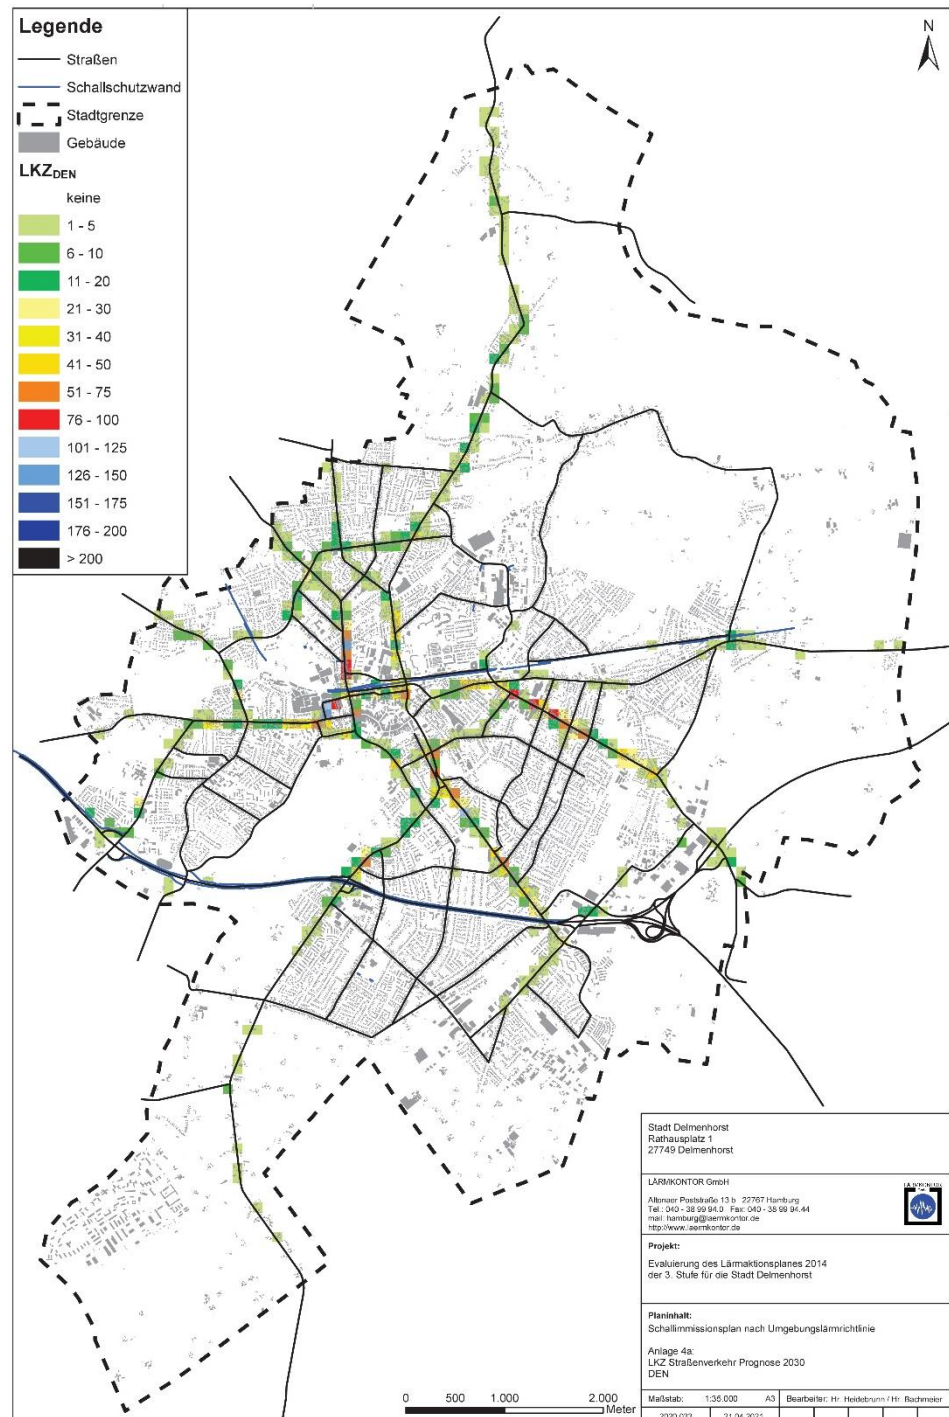 Legende
Straßen
Schallschutzwand
Stadtgrenze
Gebäude
LKZDEN
keine
1 - 5
6 - 10
11 - 20
21 - 30
31 - 40
41 - 50
51 - 75
76 - 100
101 - 125
126 - 150
151 - 175
176 - 200
> 200
N
0 500 1.000 2.000
Meter
Stadt Delmenhorst
Rathausplatz 1
27749 Delmenhorst
LÄRMKONTOR GmbH
Altonaer Poststraße 13 b 22767 Hamburg
Tel.: 040 - 38 99 94.0 Fax: 040 - 38 99 94.44
mail: hamburg@laermkontor.de
http://www.laermkontor.de
LÄRMKONTOR
Projekt:
Evaluierung des Lärmaktionsplanes 2014
der 3. Stufe für die Stadt Delmenhorst
Planinhalt:
Schallimmissionsplan nach Umgebungslärmrichtlinie
Anlage 4a:
LKZ Straßenverkehr Prognose 2030
DEN
Maßstab: 1:35.000 A3 Bearbeiter: Hr. Heidebrunn / Hr. Bachmeier